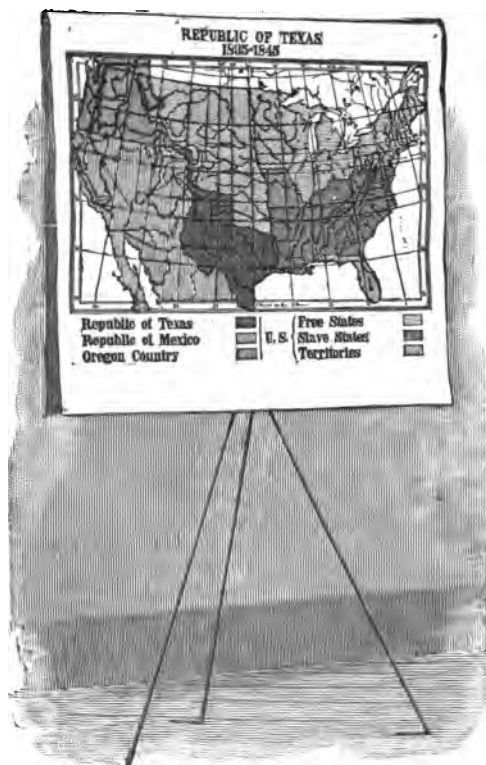 REPUBLIC OF TEXAS
1835-1845
Republic of Texas
Republic of Mexico
Oregon Country
U.S.
Free States
Slave States
Territories